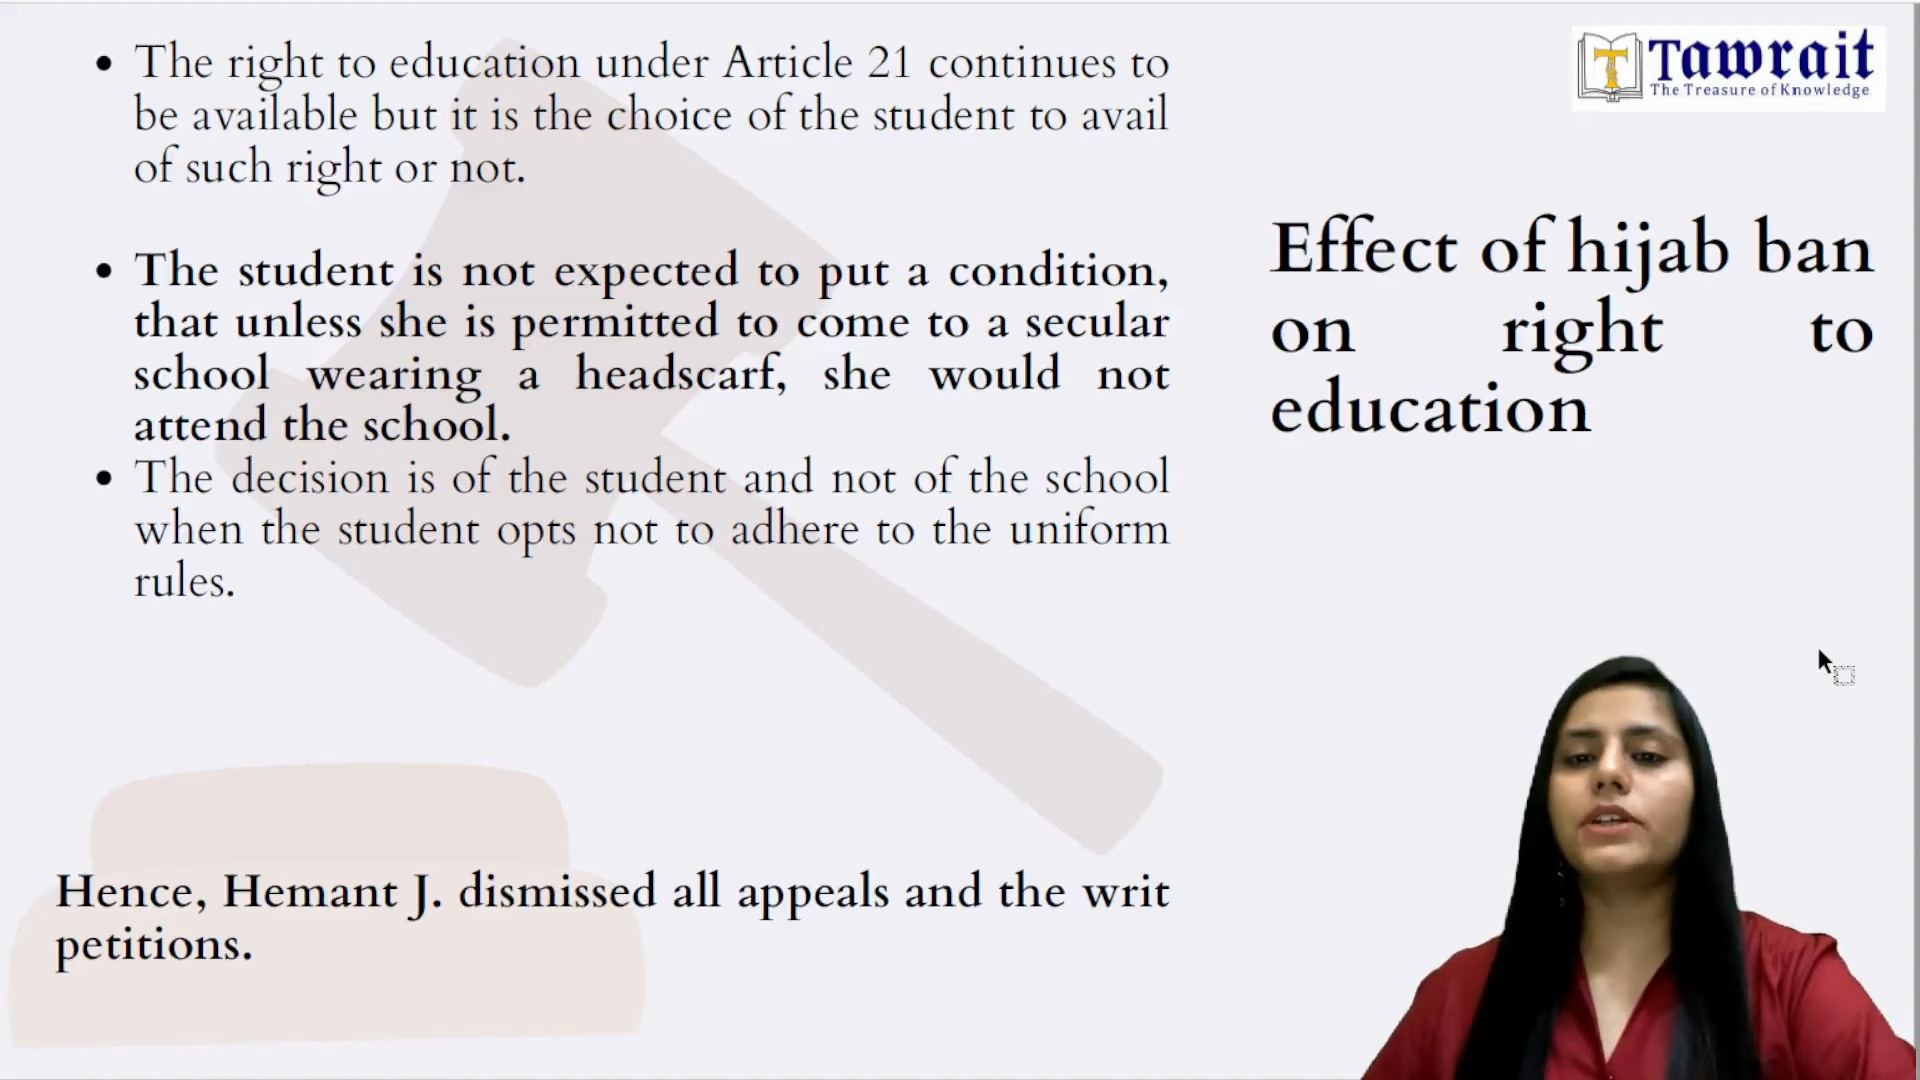 • The right to education under Article 21 continues to
be available but it is the choice of the student to avail
of such right or not.
• The student is not expected to put a condition,
that unless she is permitted to come to a secular
school wearing a headscarf, she would not
attend the school.
• The decision is of the student and not of the school
when the student opts not to adhere to the uniform
rules.
Hence, Hemant J. dismissed all appeals and the writ
petitions.
T
Tawrait
The Treasure of Knowledge
Effect of hijab ban
on right to
education